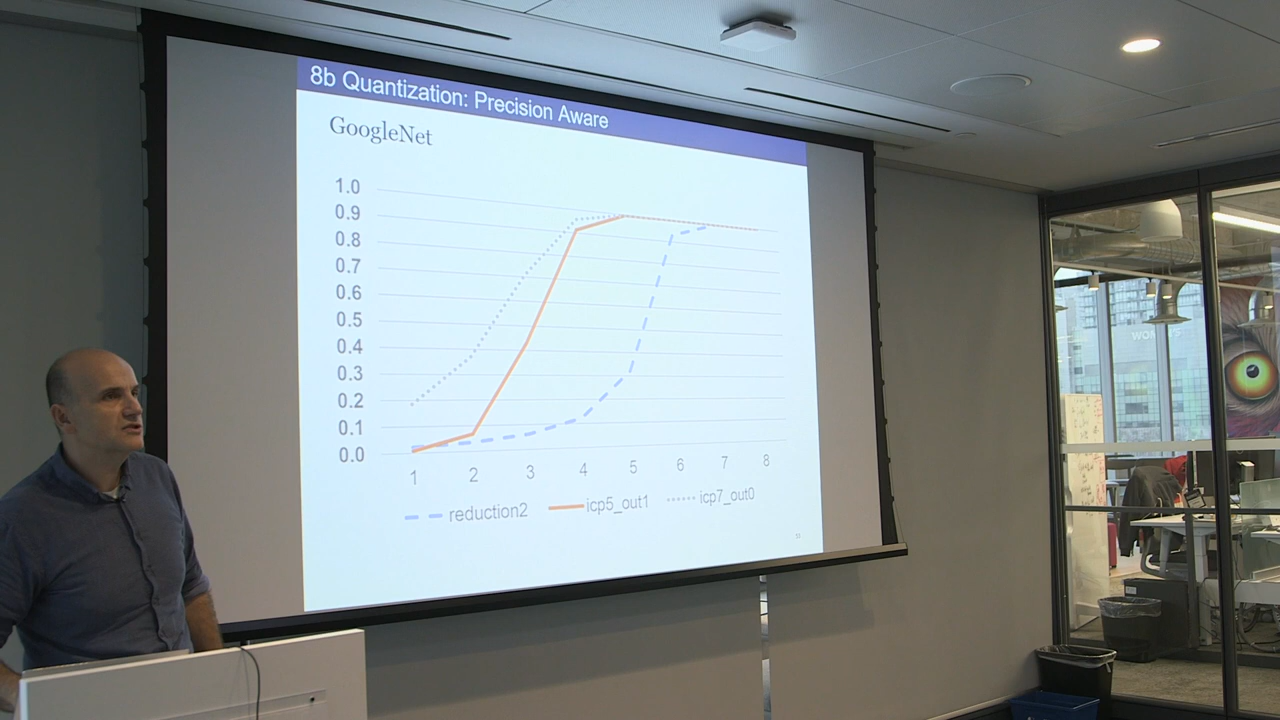 8b Quantization: Precision Aware
GoogleNet
1.0
0.9
0.8
0.7
0.6
0.5
0.4
0.3
0.2
0.1
0.0
1 2 3 4 5 6 7 8
reduction2 icp5_out1 icp7_out0